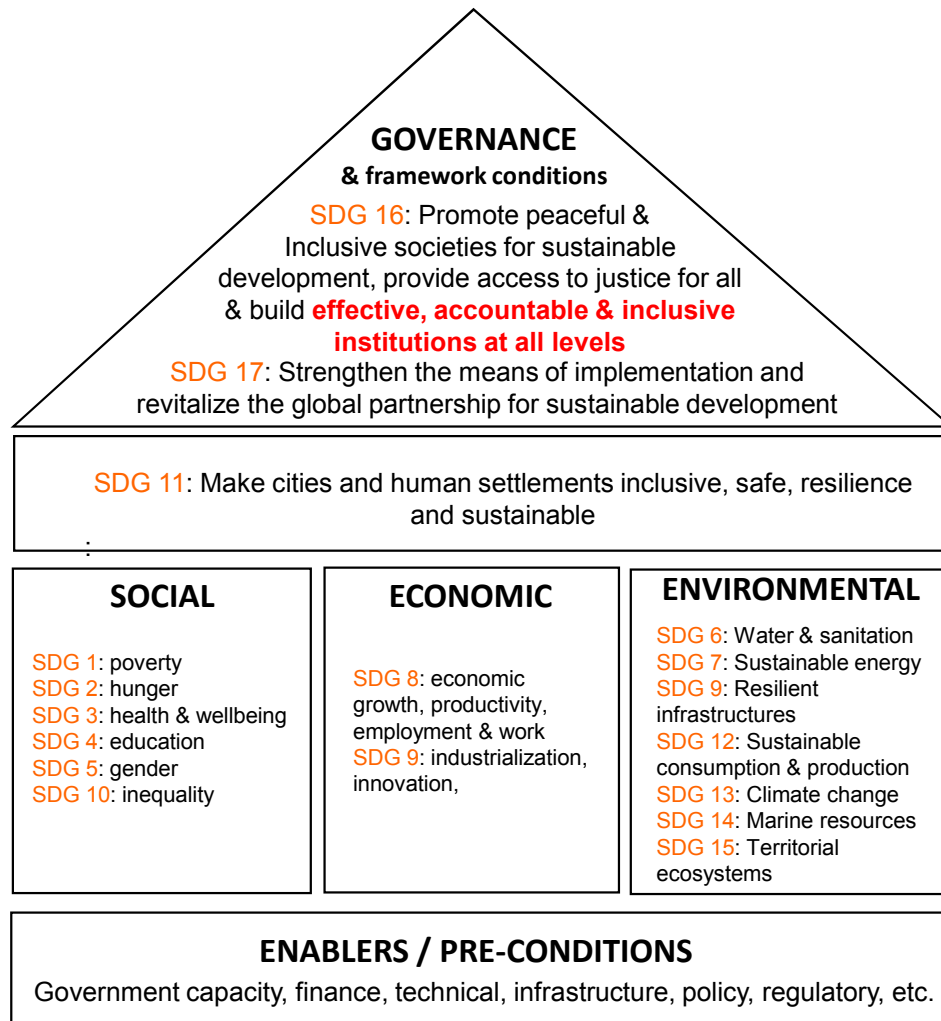 GOVERNANCE
& framework conditions
SDG 16: Promote peaceful &
Inclusive societies for sustainable
development, provide access to justice for all
& build effective, accountable & inclusive
institutions at all levels
SDG 17: Strengthen the means of implementation and
revitalize the global partnership for sustainable development
SDG 11: Make cities and human settlements inclusive, safe, resilience
and sustainable
:
SOCIAL
SDG 1: poverty
SDG 2: hunger
SDG 3: health & wellbeing
SDG 4: education
SDG 5: gender
SDG 10: inequality
ECONOMIC
SDG 8: economic
growth, productivity,
employment & work
SDG 9: industrialization,
innovation,
ENVIRONMENTAL
SDG 6: Water & sanitation
SDG 7: Sustainable energy
SDG 9: Resilient
infrastructures
SDG 12: Sustainable
consumption & production
SDG 13: Climate change
SDG 14: Marine resources
SDG 15: Territorial
ecosystems
ENABLERS / PRE-CONDITIONS
Government capacity, finance, technical, infrastructure, policy, regulatory, etc.